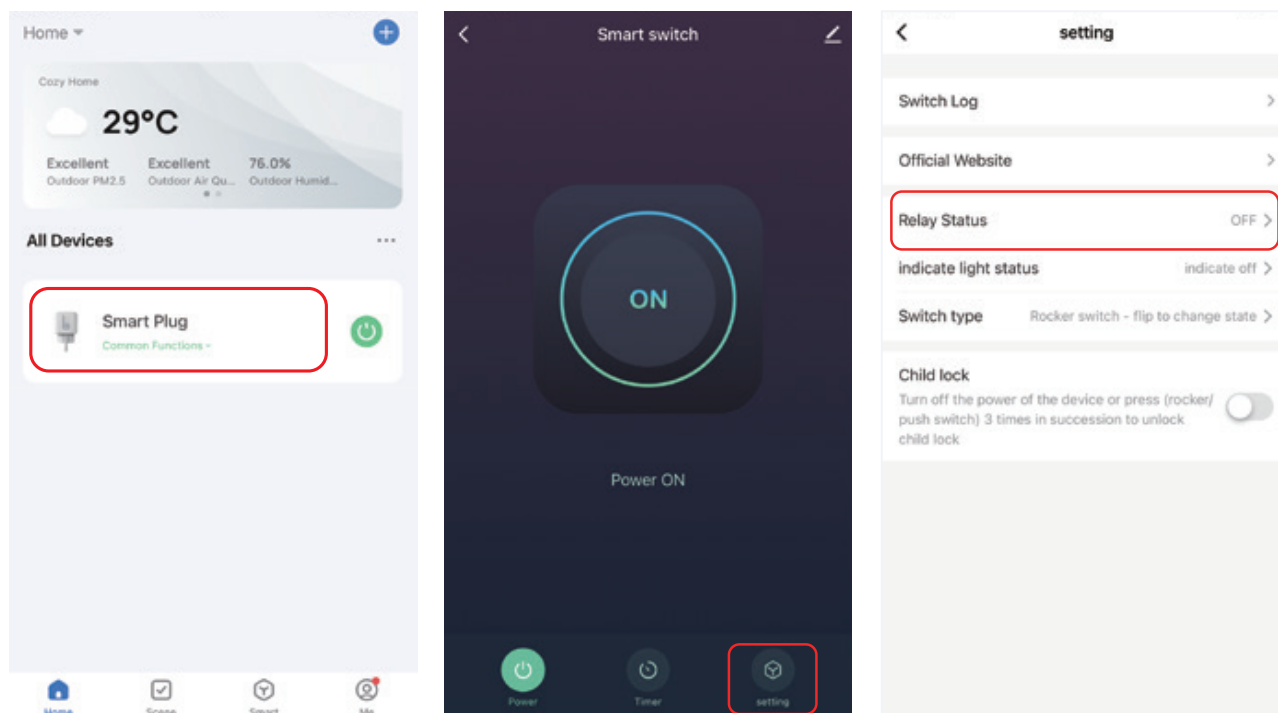 Home
Cozy Home
29°C
Excellent Excellent 76.0%
Outdoor PM2.5 Outdoor Air Qu... Outdoor Humid...
All Devices
Smart Plug
Common Functions
Home Scene Smart Me
Smart switch
ON
Power ON
Power Timer setting
setting
Switch Log
Official Website
Relay Status OFF
indicate light status indicate off
Switch type Rocker switch - flip to change state
Child lock
Turn off the power of the device or press (rocker/
push switch) 3 times in succession to unlock
child lock